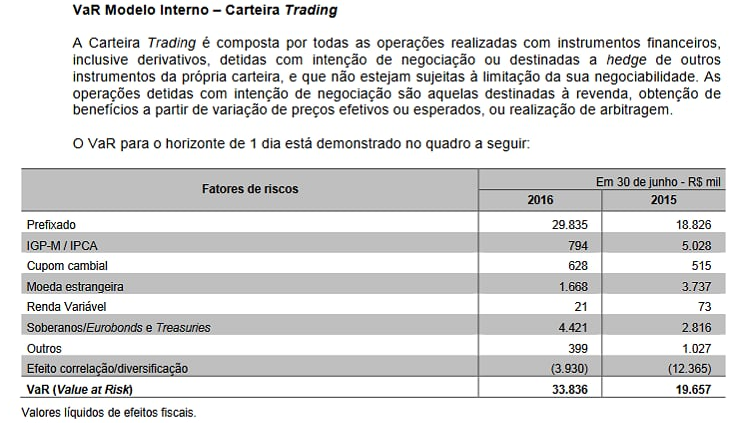 VaR Modelo Interno – Carteira Trading
A Carteira Trading é composta por todas as operações realizadas com instrumentos financeiros,
inclusive derivativos, detidas com intenção de negociação ou destinadas a hedge de outros
instrumentos da própria carteira, e que não estejam sujeitas à limitação da sua negociabilidade. As
operações detidas com intenção de negociação são aquelas destinadas à revenda, obtenção de
benefícios a partir de variação de preços efetivos ou esperados, ou realização de arbitragem.
O VaR para o horizonte de 1 dia está demonstrado no quadro a seguir:
Fatores de riscos Em 30 de junho - R$ mil
2016 2015
Prefixado 29.835 18.826
IGP-M / IPCA 794 5.028
Cupom cambial 628 515
Moeda estrangeira 1.668 3.737
Renda Variável 21 73
Soberanos/Eurobonds e Treasuries 4.421 2.816
Outros 399 1.027
Efeito correlação/diversificação (3.930) (12.365)
VaR (Value at Risk) 33.836 19.657
Valores líquidos de efeitos fiscais.